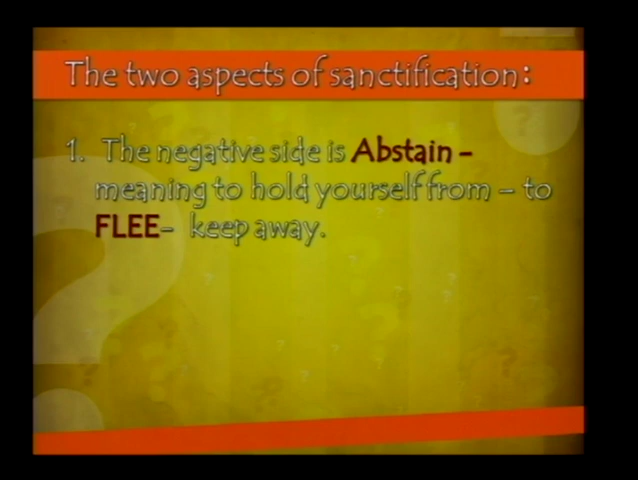 The two aspects of sanctification:
1. The negative side is Abstain –
meaning to hold yourself from – to
FLEE– keep away.